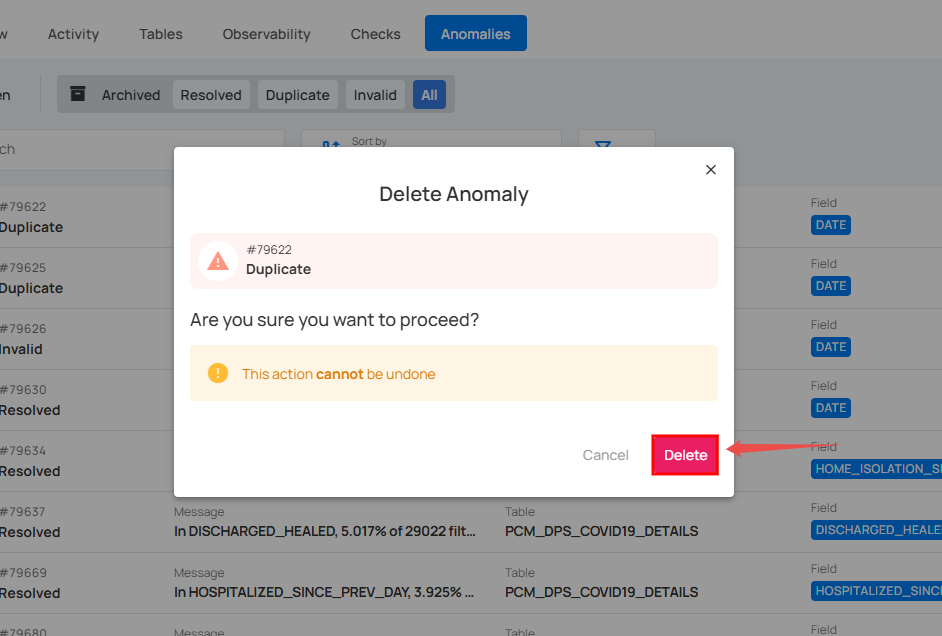 w Activity Tables Observability Checks Anomalies
en Archived Resolved Duplicate Invalid All
ch Sort by
Delete Anomaly
#79622
Duplicate
Are you sure you want to proceed?
This action cannot be undone
Cancel Delete
#79622 Field
Duplicate DATE
#79625 Field
Duplicate DATE
#79626 Field
Invalid DATE
#79630 Field
Resolved DATE
#79634 Field
Resolved HOME_ISOLATION_S
#79637 Message Table Field
Resolved In DISCHARGED_HEALED, 5.017% of 29022 filt... PCM_DPS_COVID19_DETAILS DISCHARGED_HEALE
#79669 Message Table Field
Resolved In HOSPITALIZED_SINCE_PREV_DAY, 3.925% ... PCM_DPS_COVID19_DETAILS HOSPITALIZED_SINC
#79680 Message Table Field